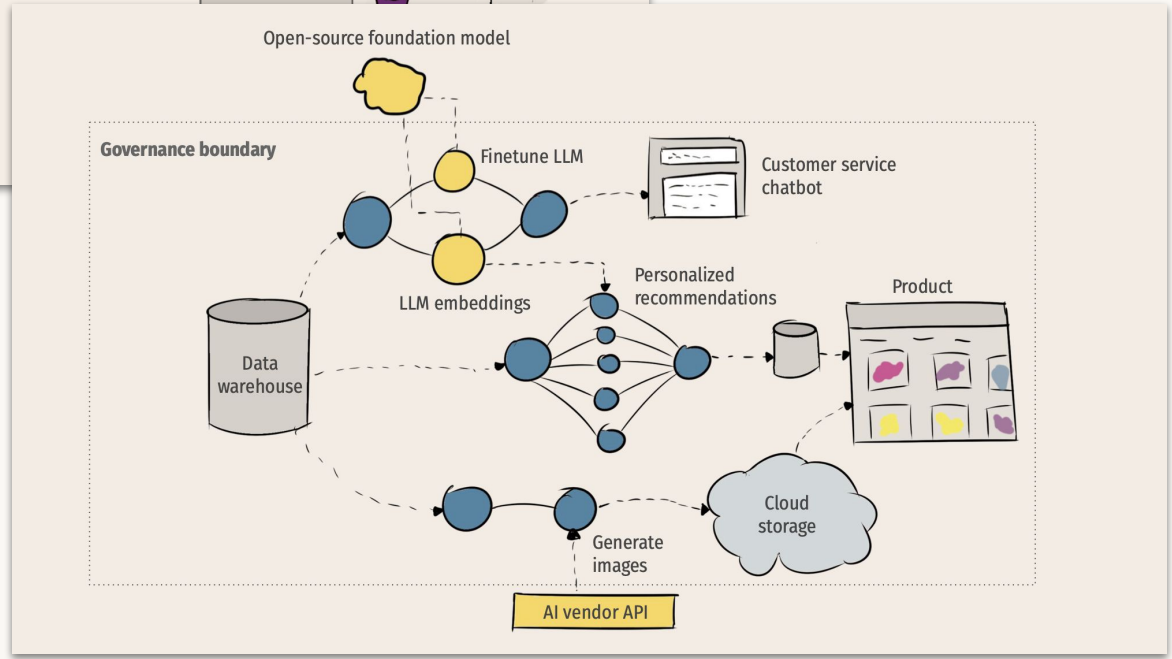 Open-source foundation model
Governance boundary
Finetune LLM
Customer service
chatbot
LLM embeddings
Personalized
recommendations
Product
Data
warehouse
Cloud
storage
Generate
images
AI vendor API